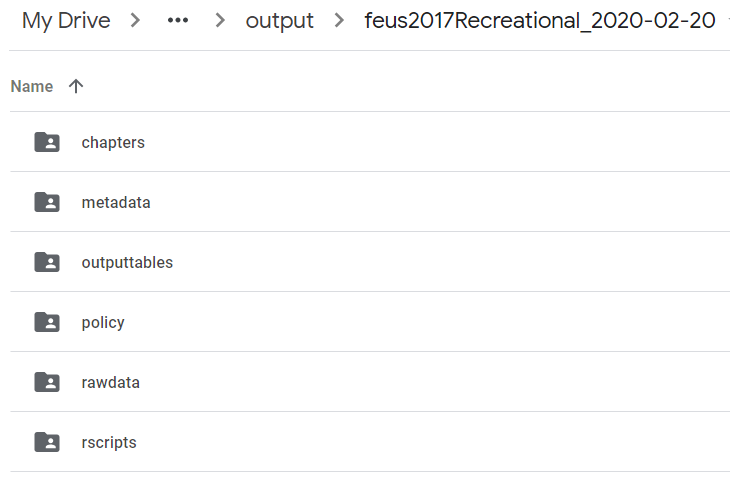 My Drive > ••• > output > feus2017Recreational_2020-02-20
Name ↑
chapters
metadata
outputtables
policy
rawdata
rscripts